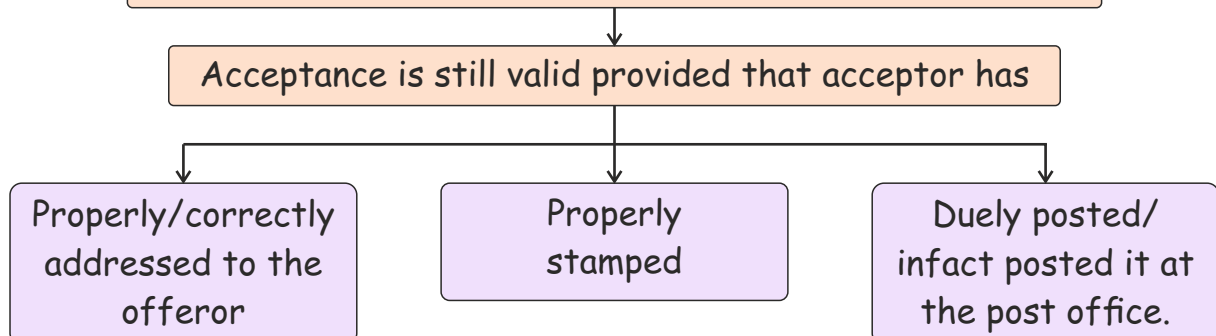 Acceptance is still valid provided that acceptor has
Properly/correctly
addressed to the
offeror
Properly
stamped
Duely posted/
infact posted it at
the post office.